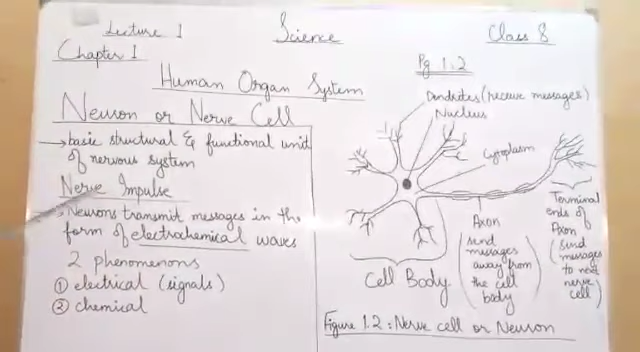 Lecture 1
Science
Class 8
Chapter 1
Pg 1.2
Human Organ System
Neuron or Nerve Cell
→ basic structural & functional unit
of nervous system
Nerve Impulse
→ Neurons transmit messages in the
form of electrochemical waves
2 phenomenons
① electrical (signals)
② chemical
Dendrites (receive messages)
Nucleus
Cytoplasm
Axon
(send
messages
away from
the cell
body)
Terminal
ends of
Axon
(send
messages
to next
nerve
cell)
Cell Body
Figure 1.2 : Nerve cell or Neuron